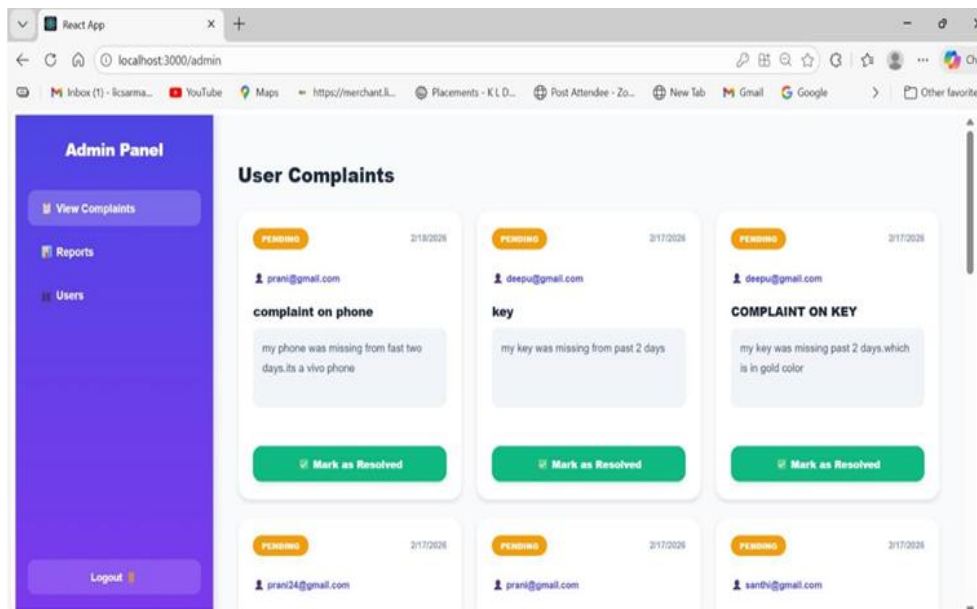 React App
localhost:3000/admin
Inbox (1) - licsarma...
YouTube
Maps
https://merchant.li...
Placements - K L D...
Post Attendee - Zo...
New Tab
Gmail
Google
Other favorite
Admin Panel
View Complaints
Reports
Users
Logout
User Complaints
PENDING 2/18/2026
prani@gmail.com
complaint on phone
my phone was missing from fast two
days.its a vivo phone
Mark as Resolved
PENDING 2/17/2026
deepu@gmail.com
key
my key was missing from past 2 days
Mark as Resolved
PENDING 2/17/2026
deepu@gmail.com
COMPLAINT ON KEY
my key was missing past 2 days.which
is in gold color
Mark as Resolved
PENDING 2/17/2026
prani24@gmail.com
PENDING 2/17/2026
prani@gmail.com
PENDING 2/17/2026
santhi@gmail.com